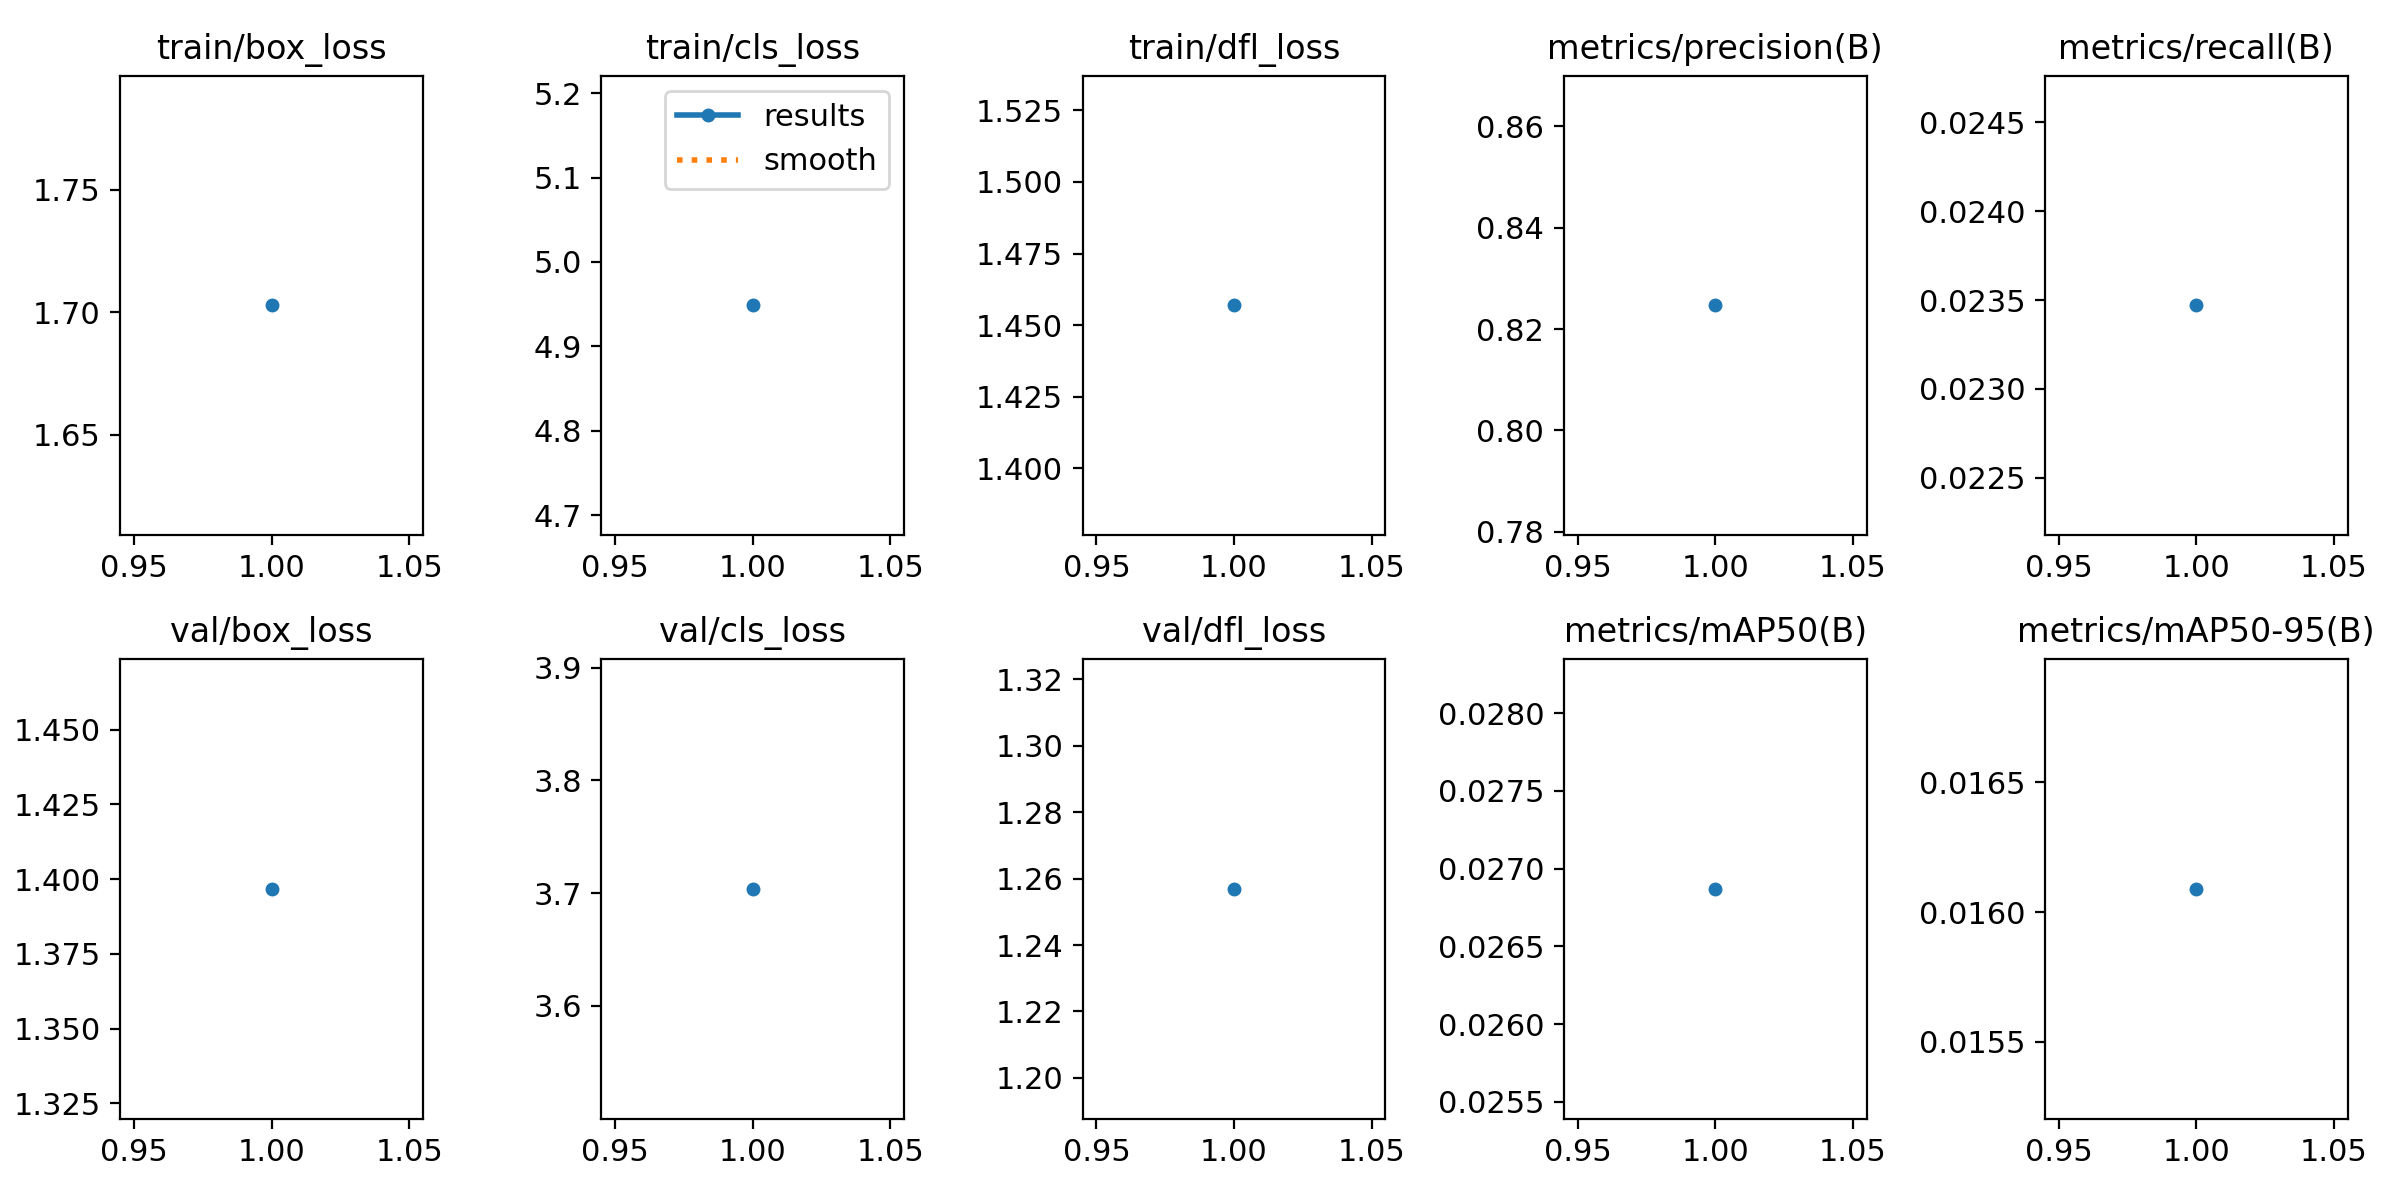 train/box_loss
1.75
1.70
1.65
0.95 1.00 1.05
train/cls_loss
results
smooth
5.2
5.1
5.0
4.9
4.8
4.7
0.95 1.00 1.05
train/dfl_loss
1.525
1.500
1.475
1.450
1.425
1.400
0.95 1.00 1.05
metrics/precision(B)
0.86
0.84
0.82
0.80
0.78
0.95 1.00 1.05
metrics/recall(B)
0.0245
0.0240
0.0235
0.0230
0.0225
0.95 1.00 1.05
val/box_loss
1.450
1.425
1.400
1.375
1.350
1.325
0.95 1.00 1.05
val/cls_loss
3.9
3.8
3.7
3.6
0.95 1.00 1.05
val/dfl_loss
1.32
1.30
1.28
1.26
1.24
1.22
1.20
0.95 1.00 1.05
metrics/mAP50(B)
0.0280
0.0275
0.0270
0.0265
0.0260
0.0255
0.95 1.00 1.05
metrics/mAP50-95(B)
0.0165
0.0160
0.0155
0.95 1.00 1.05